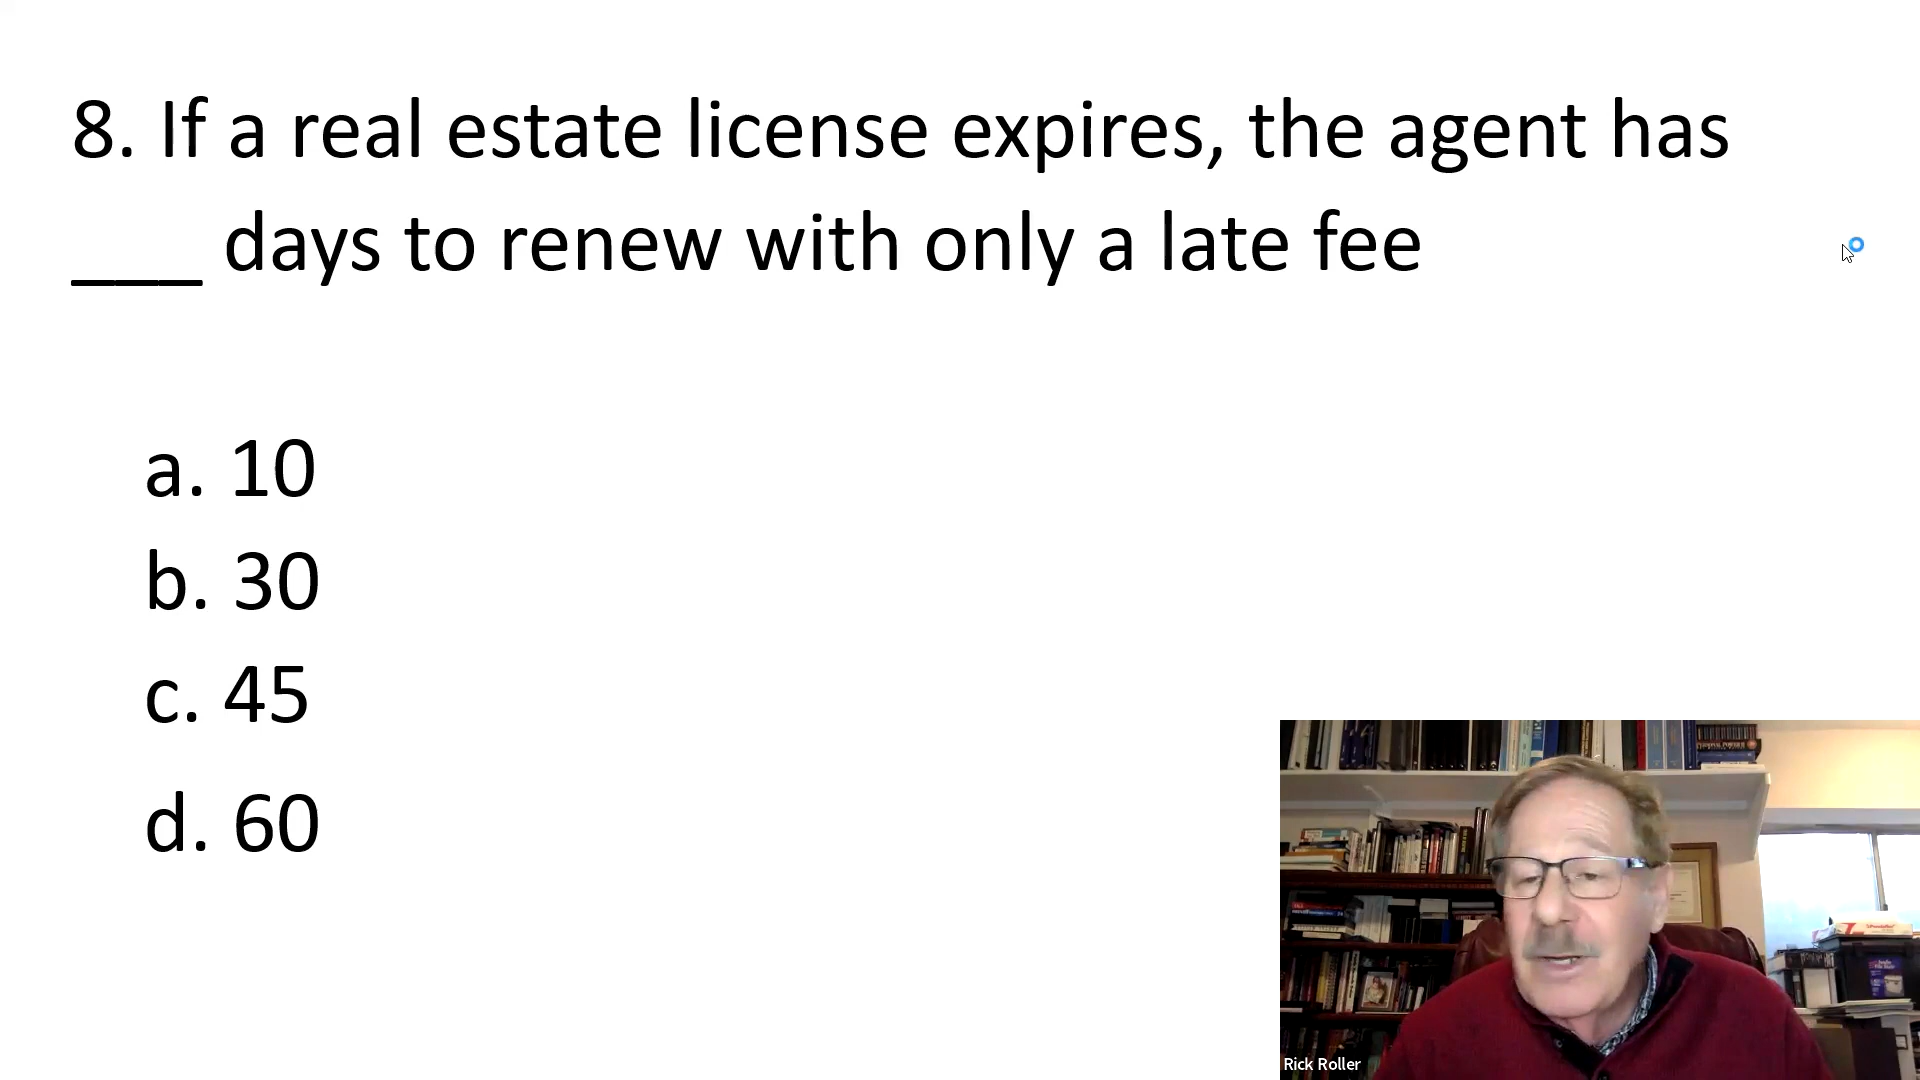 8. If a real estate license expires, the agent has
___ days to renew with only a late fee
a. 10
b. 30
c. 45
d. 60
Rick Roller